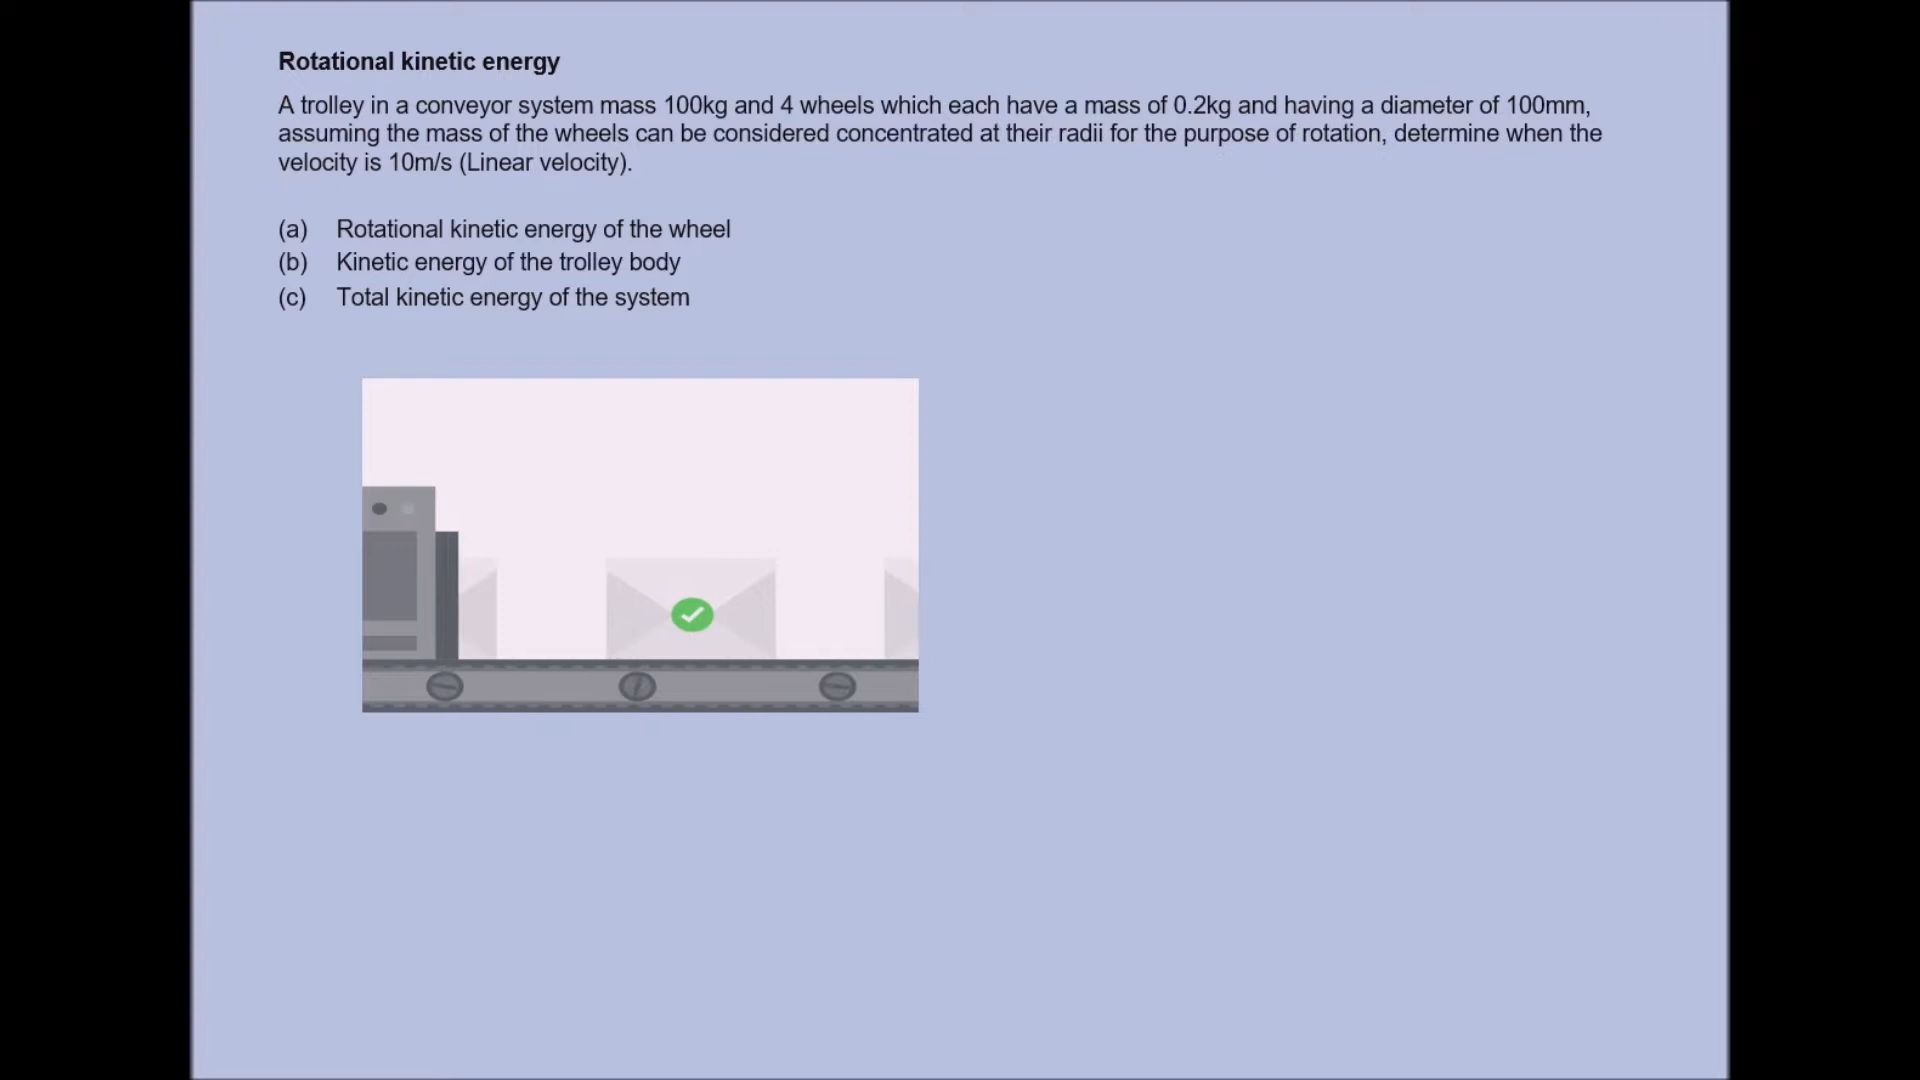 Rotational kinetic energy
A trolley in a conveyor system mass 100kg and 4 wheels which each have a mass of 0.2kg and having a diameter of 100mm,
assuming the mass of the wheels can be considered concentrated at their radii for the purpose of rotation, determine when the
velocity is 10m/s (Linear velocity).
(a) Rotational kinetic energy of the wheel
(b) Kinetic energy of the trolley body
(c) Total kinetic energy of the system